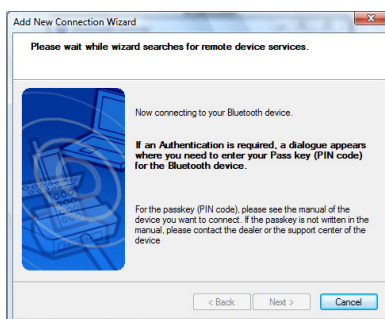 Add New Connection Wizard
Please wait while wizard searches for remote device services.
Now connecting to your Bluetooth device.
If an Authentication is required, a dialogue appears
where you need to enter your Pass key (PIN code)
for the Bluetooth device.
For the passkey (PIN code), please see the manual of the
device you want to connect. If the passkey is not written in the
manual, please contact the dealer or the support center of the
device
< Back
Next >
Cancel